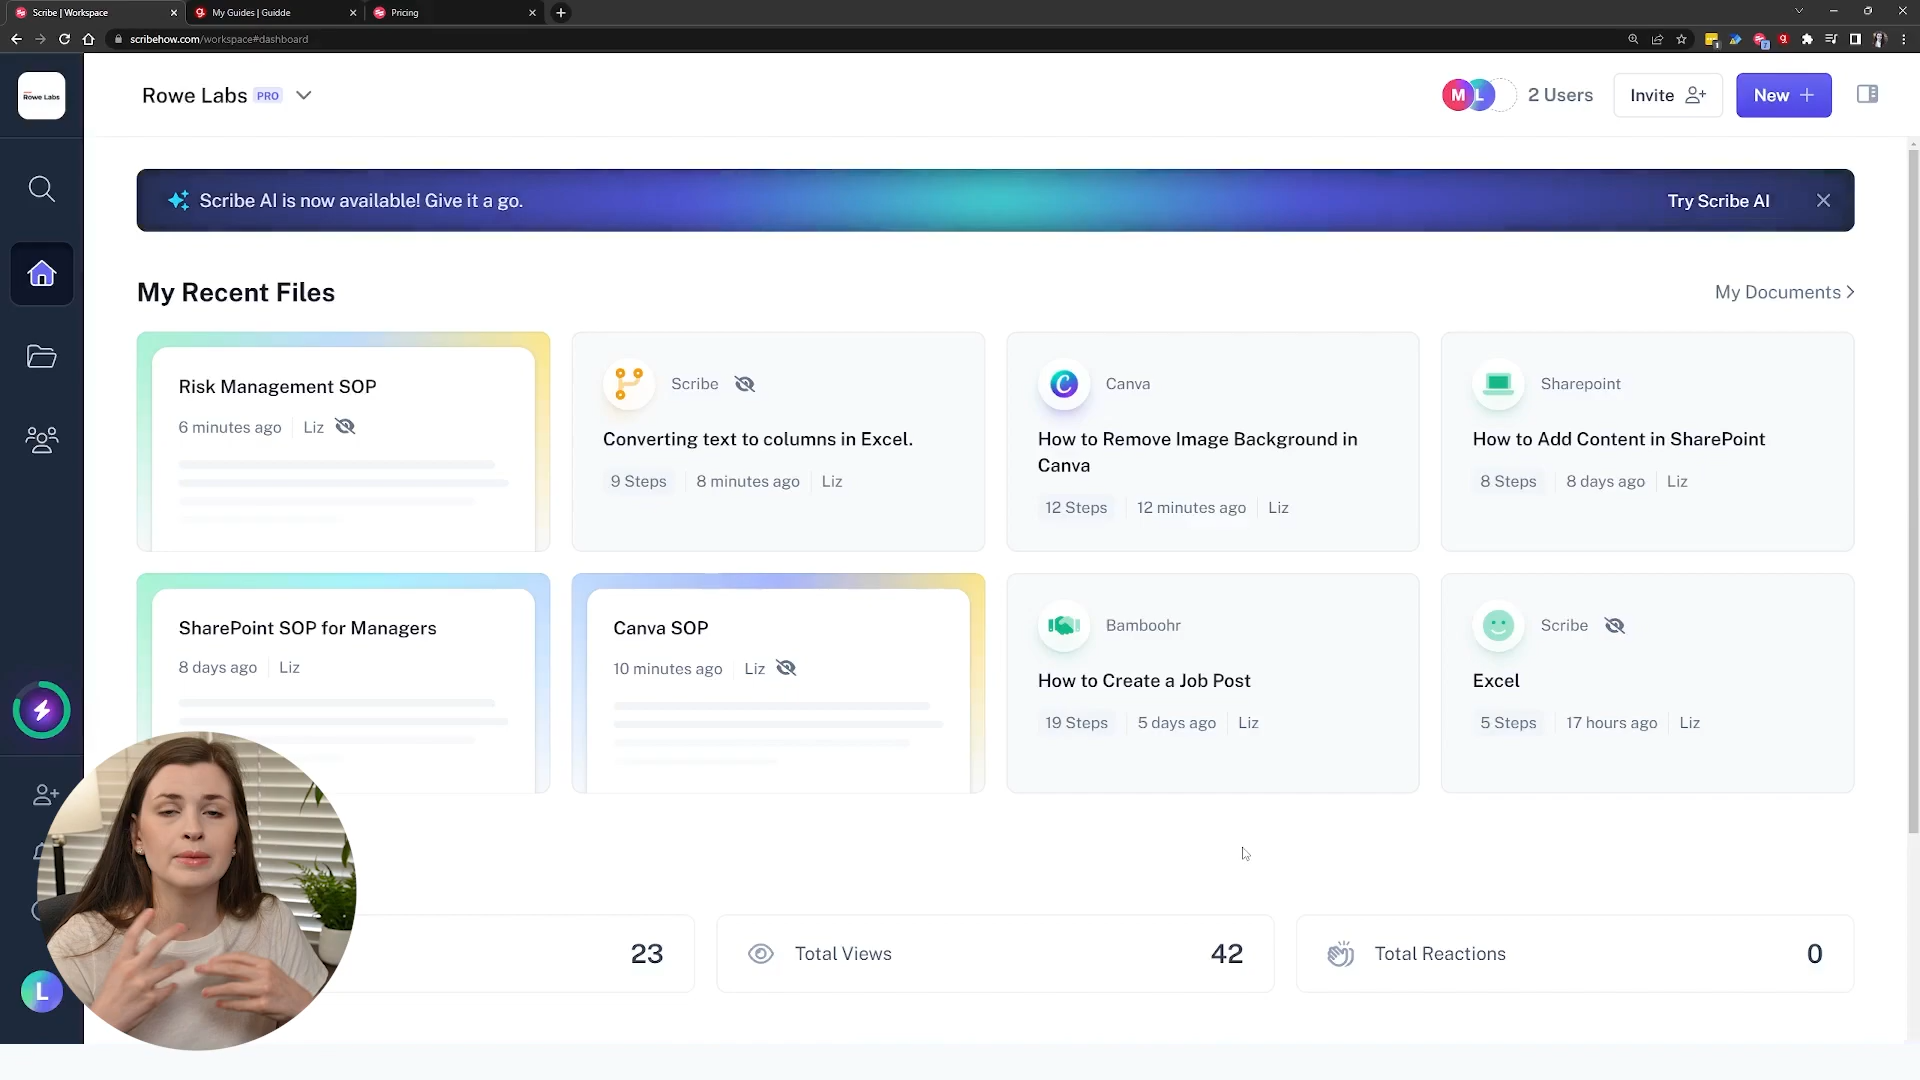 Scribe | Workspace
My Guides | Guidde
Pricing
scribehow.com/workspace#dashboard
Rowe Labs
Rowe Labs PRO
M L 2 Users
Invite
New
Scribe AI is now available! Give it a go.
Try Scribe AI
My Recent Files
My Documents
Risk Management SOP
6 minutes ago Liz
Scribe
Converting text to columns in Excel.
9 Steps 8 minutes ago Liz
Canva
How to Remove Image Background in
Canva
12 Steps 12 minutes ago Liz
Sharepoint
How to Add Content in SharePoint
8 Steps 8 days ago Liz
SharePoint SOP for Managers
8 days ago Liz
Canva SOP
10 minutes ago Liz
Bamboohr
How to Create a Job Post
19 Steps 5 days ago Liz
Scribe
Excel
5 Steps 17 hours ago Liz
23
Total Views 42
Total Reactions 0
L